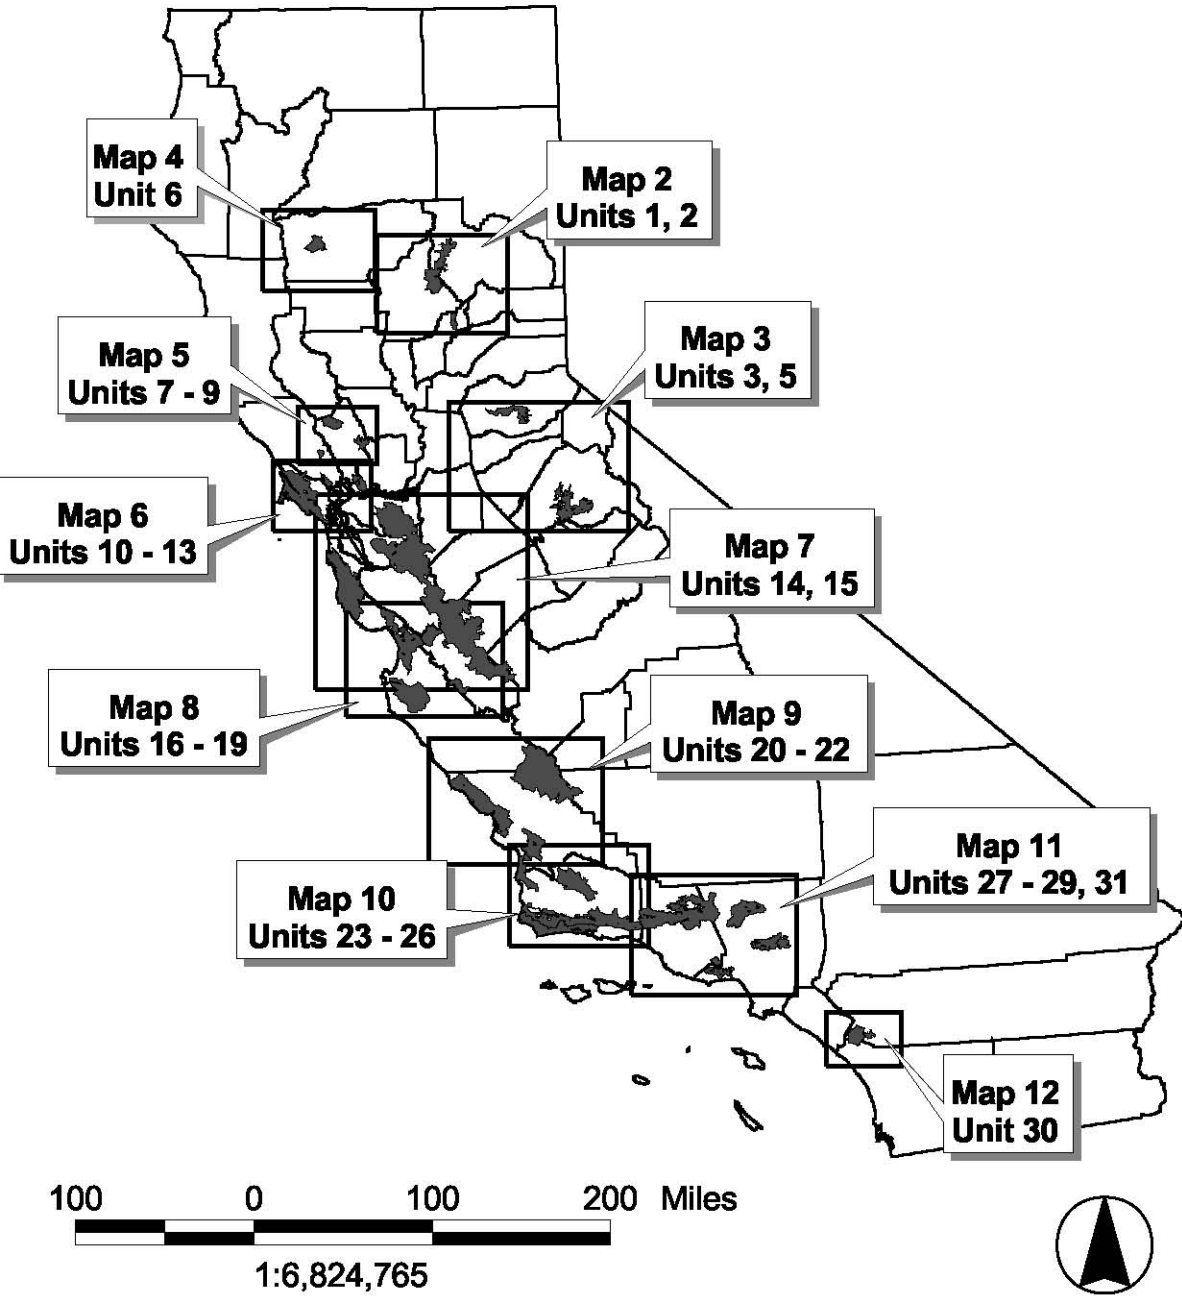 Map 4
Unit 6
Map 2
Units 1, 2
Map 3
Units 3, 5
Map 5
Units 7 - 9
Map 6
Units 10 - 13
Map 7
Units 14, 15
Map 8
Units 16 - 19
Map 9
Units 20 - 22
Map 11
Units 27 - 29, 31
Map 10
Units 23 - 26
Map 12
Unit 30
100 0 100 200 Miles
1:6,824,765